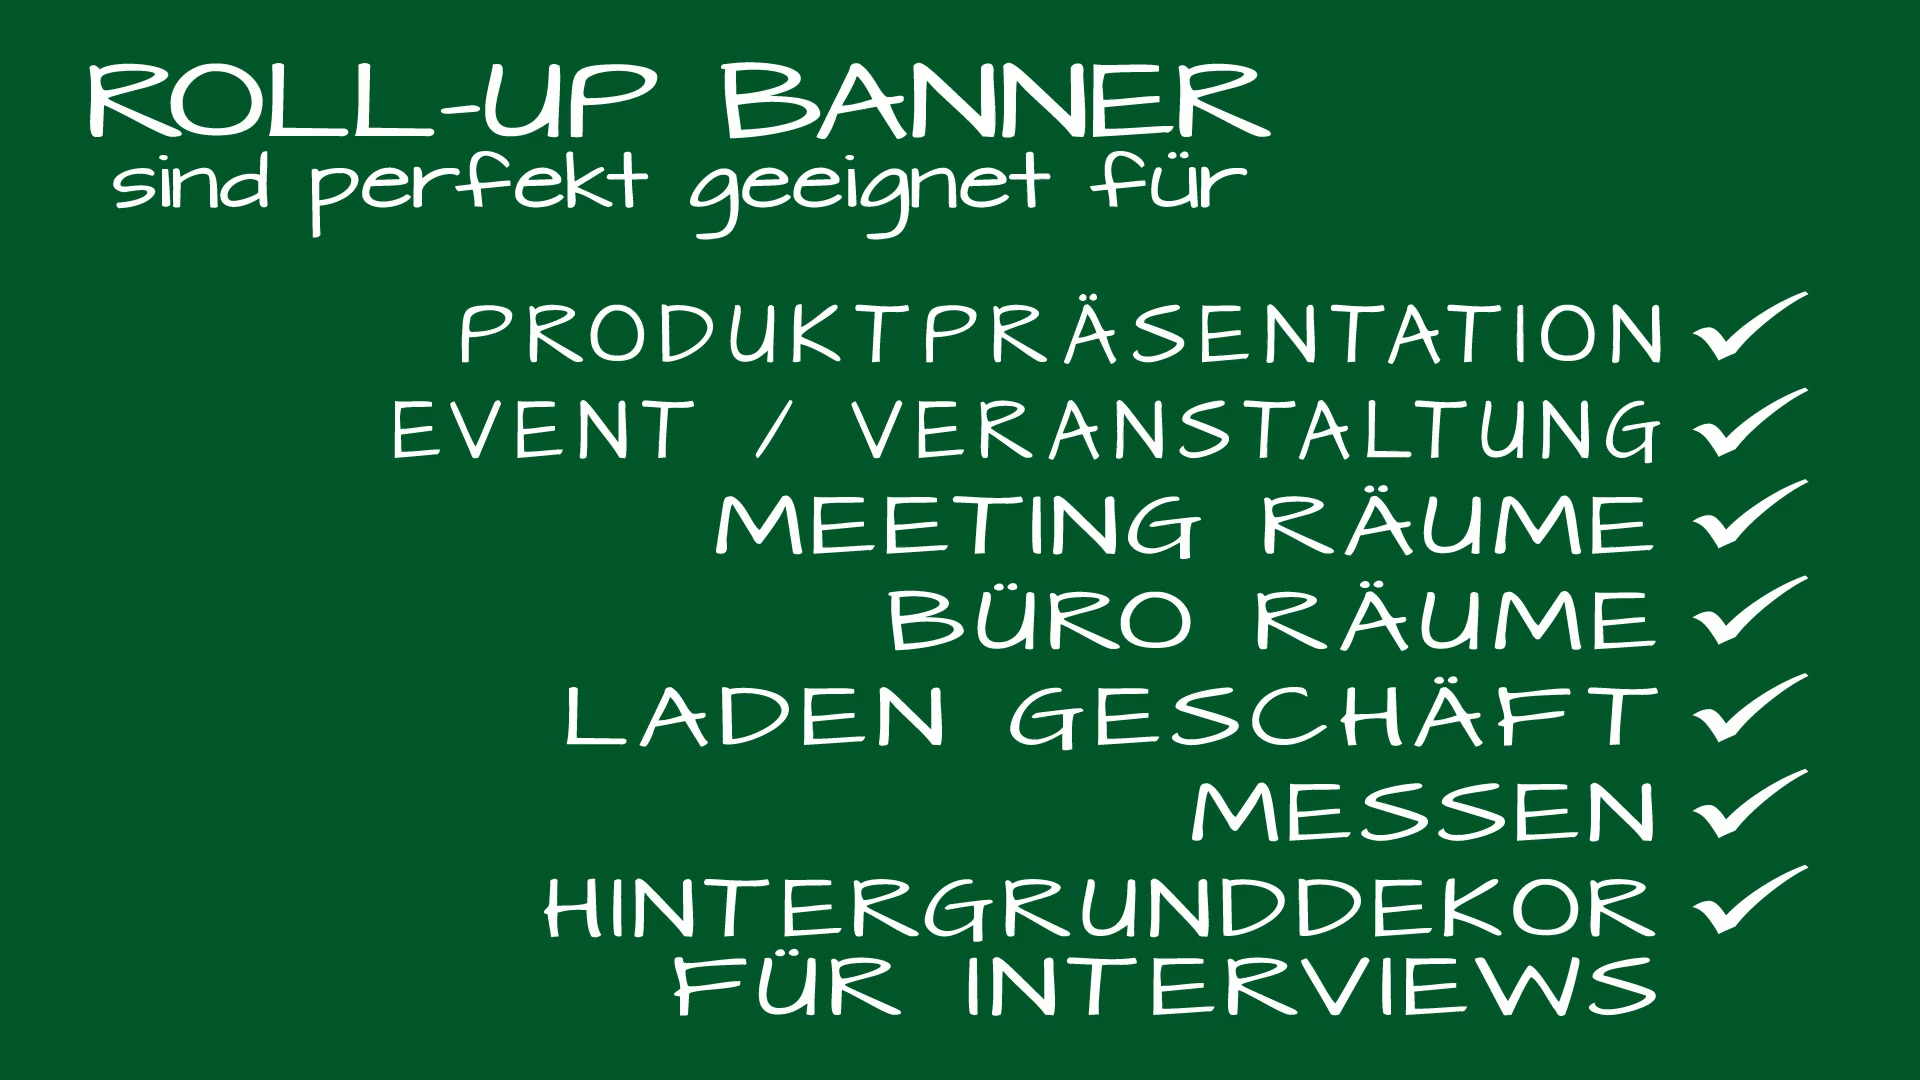 ROLL-UP BANNER
sind perfekt geeignet für
PRODUKTPRÄSENTATION
EVENT / VERANSTALTUNG
MEETING RÄUME
BÜRO RÄUME
LADEN GESCHÄFT
MESSEN
HINTERGRUNDDEKOR
FÜR INTERVIEWS